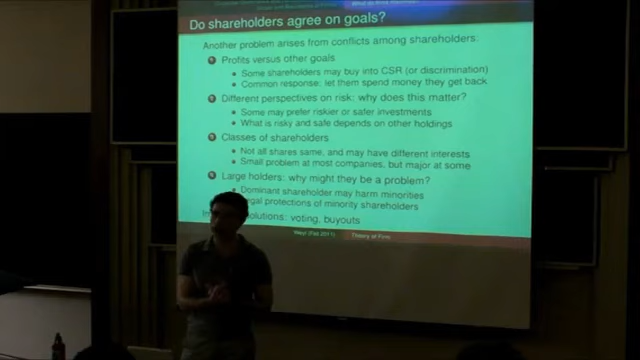 Do shareholders agree on goals?
Another problem arises from conflicts among shareholders:
Profits versus other goals
Some shareholders may buy into CSR (or discrimination)
Common response: let them spend money they get back
Different perspectives on risk: why does this matter?
Some may prefer riskier or safer investments
What is risky and safe depends on other holdings
Classes of shareholders
Not all shares same, and may have different interests
Small problem at most companies, but major at some
Large holders: why might they be a problem?
Dominant shareholder may harm minorities
protections of minority shareholders
voting, buyouts
Weyl (Fall 2011) Theory of Firm